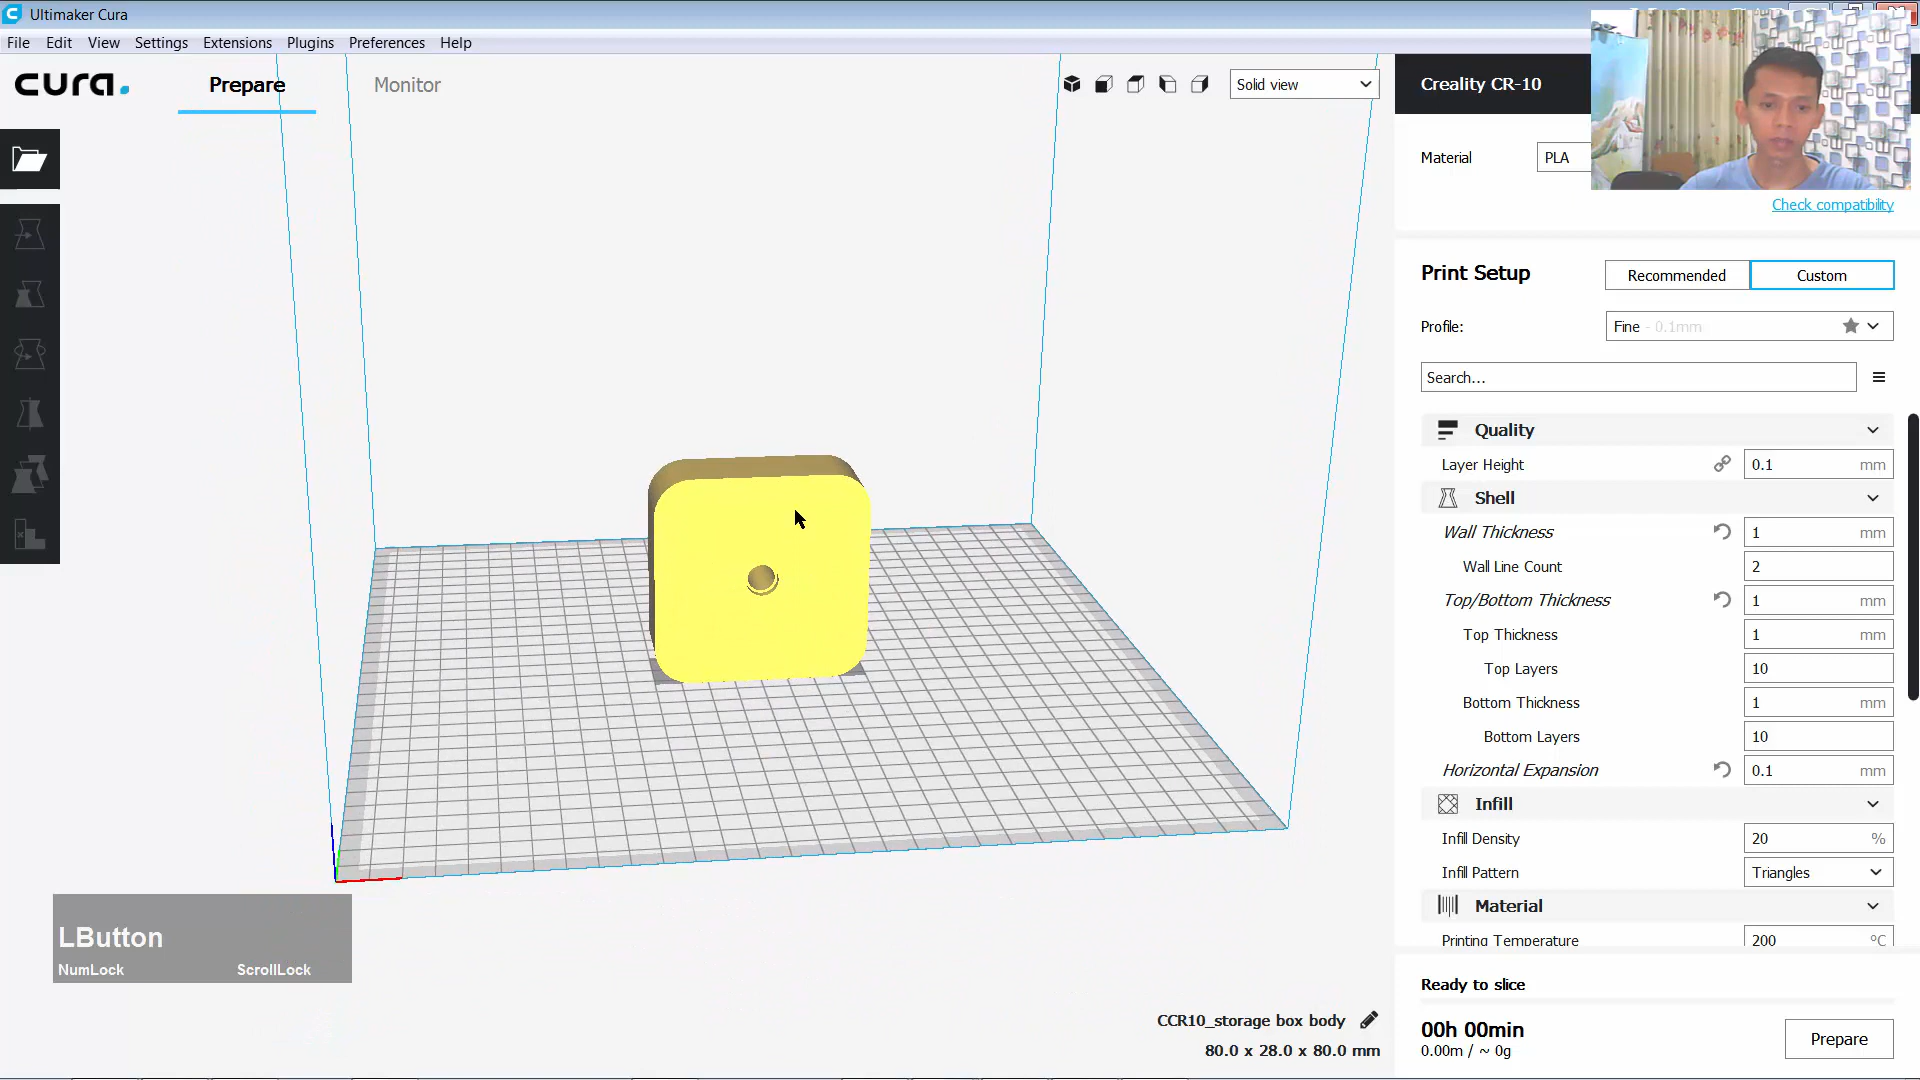 Ultimaker Cura
File Edit View Settings Extensions Plugins Preferences Help
cura.
Prepare
Monitor
Solid view
Creality CR-10
Material
PLA
Check compatibility
Print Setup
Recommended
Custom
Profile:
Fine - 0.1mm
Search...
Quality
Layer Height 0.1 mm
Shell
Wall Thickness 1 mm
Wall Line Count 2
Top/Bottom Thickness 1 mm
Top Thickness 1 mm
Top Layers 10
Bottom Thickness 1 mm
Bottom Layers 10
Horizontal Expansion 0.1 mm
Infill
Infill Density 20 %
Infill Pattern Triangles
Material
Printing Temperature 200 °C
LButton
NumLock ScrollLock
CCR10_storage box body
80.0 x 28.0 x 80.0 mm
Ready to slice
00h 00min
0.00m / ~ 0g
Prepare